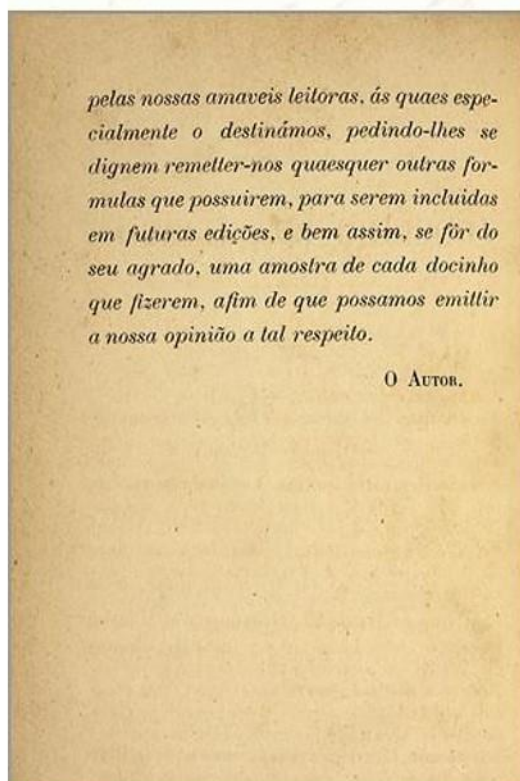 pelas nossas amaveis leitoras, ás quaes espe-
cialmente o destinámos, pedindo-lhes se
dignem remetter-nos quaesquer outras for-
mulas que possuirem, para serem incluidas
em futuras edições, e bem assim, se fôr do
seu agrado, uma amostra de cada docinho
que fizerem, afim de que possamos emittir
a nossa opinião a tal respeito.
O AUTOR.